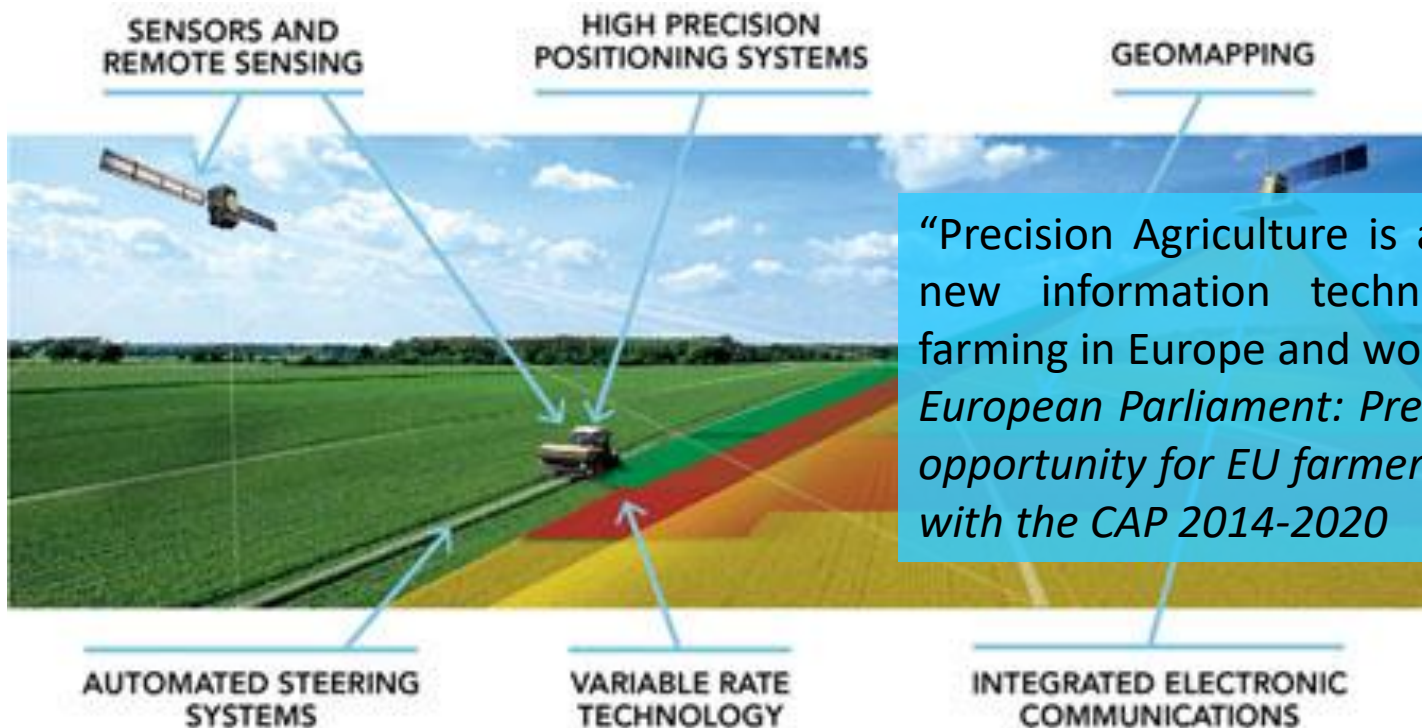 SENSORS AND
REMOTE SENSING
HIGH PRECISION
POSITIONING SYSTEMS
GEOMAPPING
“Precision Agriculture is
new information
farming in Europe and
European Parliament:
opportunity for EU
with the CAP 2014-2020
AUTOMATED STEERING
SYSTEMS
VARIABLE RATE
TECHNOLOGY
INTEGRATED ELECTRONIC
COMMUNICATIONS